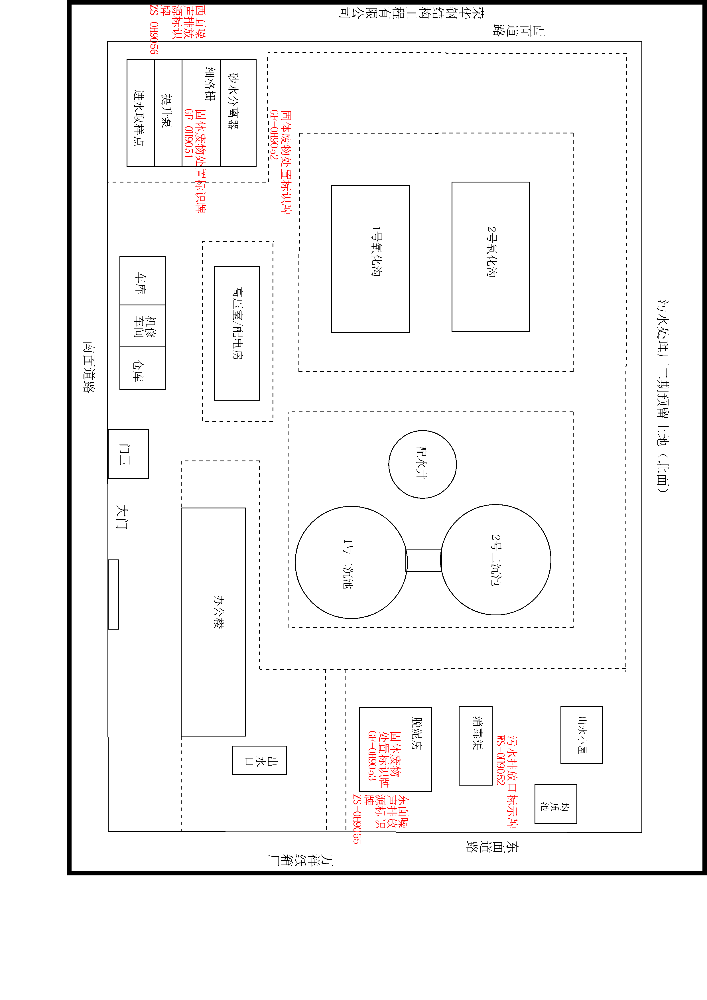 污水处理厂二期预留土地（北面）
荣华钢结构工程有限公司
西面道路
西面噪
声排放
源标识
牌
ZS-0H9056
砂水分离器
细格栅
提升泵
进水取样点
固体废物处置标识牌
GF-0H9052
固体废物处置标识牌
GF-0H9051
2号氧化沟
1号氧化沟
高压室/配电房
车库
机修
车间
仓库
南面道路
门卫
大门
配水井
2号二沉池
1号二沉池
办公楼
出水小屋
均质池
污水排放口标示牌
WS-0H9052
消毒渠
脱泥房
固体废物
处置标识牌
GF-0H9053
东面噪
声排放
源标识
牌
ZS-0H9055
出水口
东面道路
万祥纸箱厂